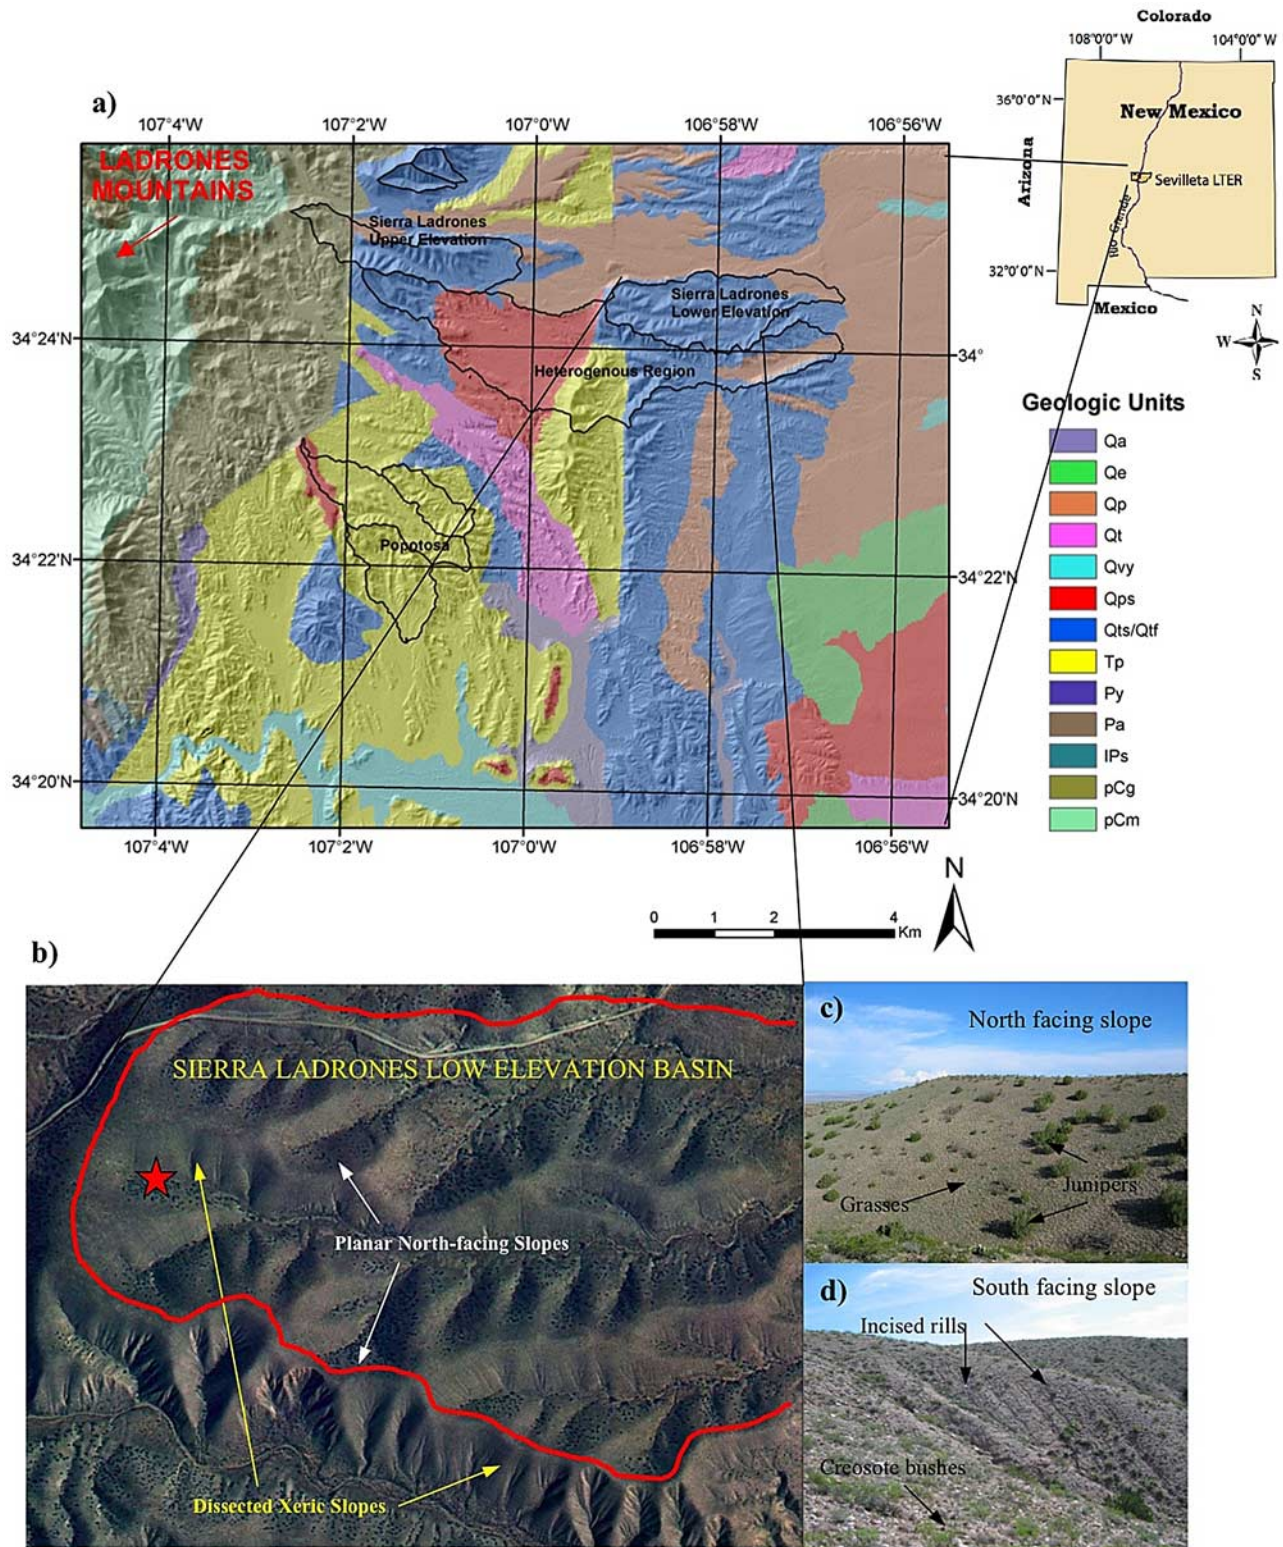 Colorado
108°0'0" W
104°0'0" W
36°0'0"N
New Mexico
Arizona
Sevilleta LTER
Rio Grande
32°0'0"N
Mexico
N
W
S
a)
107°4'W
107°2'W
107°0'W
106°58'W
106°56'W
LADRONES
MOUNTAINS
Sierra Ladrones
Upper Elevation
Sierra Ladrones
Lower Elevation
34°24'N
34°
Heterogenous Region
Popotosa
34°22'N
34°22'N
34°20'N
34°20'N
107°4'W
107°2'W
107°0'W
106°58'W
106°56'W
Geologic Units
Qa
Qe
Qp
Qt
Qvy
Qps
Qts/Qtf
Tp
Py
Pa
IPs
pCg
pCm
0
1
2
4
Km
N
b)
SIERRA LADRONES LOW ELEVATION BASIN
Planar North-facing Slopes
Dissected Xeric Slopes
c)
North facing slope
Grasses
Junipers
d)
South facing slope
Incised rills
Creosote bushes